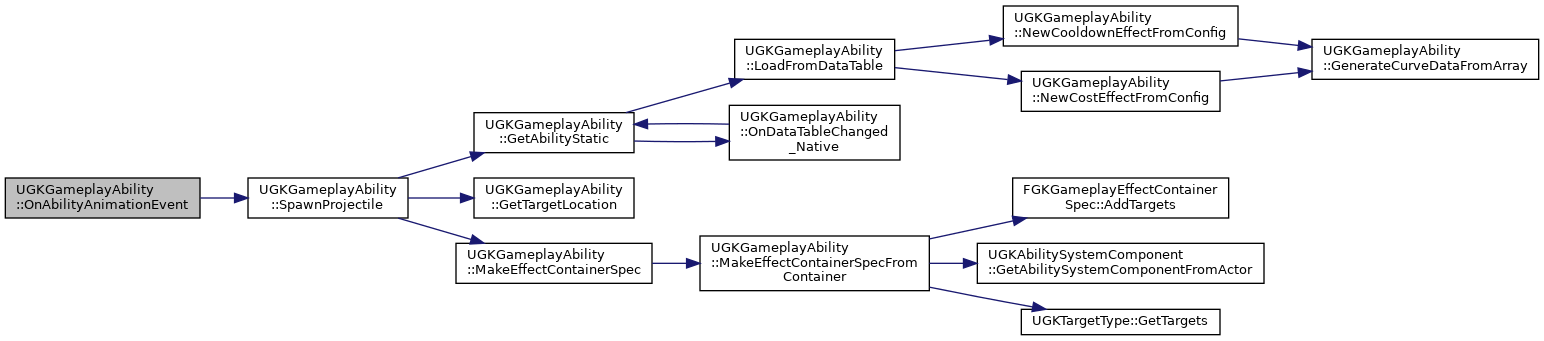 UGKGameplayAbility
::OnAbilityAnimationEvent
UGKGameplayAbility
::SpawnProjectile
UGKGameplayAbility
::GetAbilityStatic
UGKGameplayAbility
::LoadFromDataTable
UGKGameplayAbility
::NewCooldownEffectFromConfig
UGKGameplayAbility
::GenerateCurveDataFromArray
UGKGameplayAbility
::NewCostEffectFromConfig
UGKGameplayAbility
::OnDataTableChanged
_Native
UGKGameplayAbility
::GetTargetLocation
UGKGameplayAbility
::MakeEffectContainerSpec
UGKGameplayAbility
::MakeEffectContainerSpecFrom
Container
FGKGameplayEffectContainer
Spec::AddTargets
UGKAbilitySystemComponent
::GetAbilitySystemComponentFromActor
UGKTargetType::GetTargets